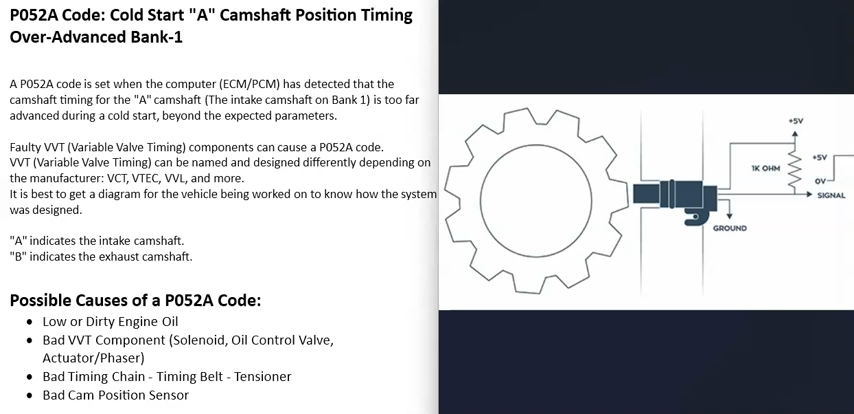 P052A Code: Cold Start "A" Camshaft Position Timing
Over-Advanced Bank-1
A P052A code is set when the computer (ECM/PCM) has detected that the
camshaft timing for the "A" camshaft (The intake camshaft on Bank 1) is too far
advanced during a cold start, beyond the expected parameters.
Faulty VVT (Variable Valve Timing) components can cause a P052A code.
VVT (Variable Valve Timing) can be named and designed differently depending on
the manufacturer: VCT, VTEC, VVL, and more.
It is best to get a diagram for the vehicle being worked on to know how the system
was designed.
"A" indicates the intake camshaft.
"B" indicates the exhaust camshaft.
Possible Causes of a P052A Code:
• Low or Dirty Engine Oil
• Bad VVT Component (Solenoid, Oil Control Valve,
Actuator/Phaser)
• Bad Timing Chain - Timing Belt - Tensioner
• Bad Cam Position Sensor
+5V
1K OHM
+5V
0V
SIGNAL
GROUND